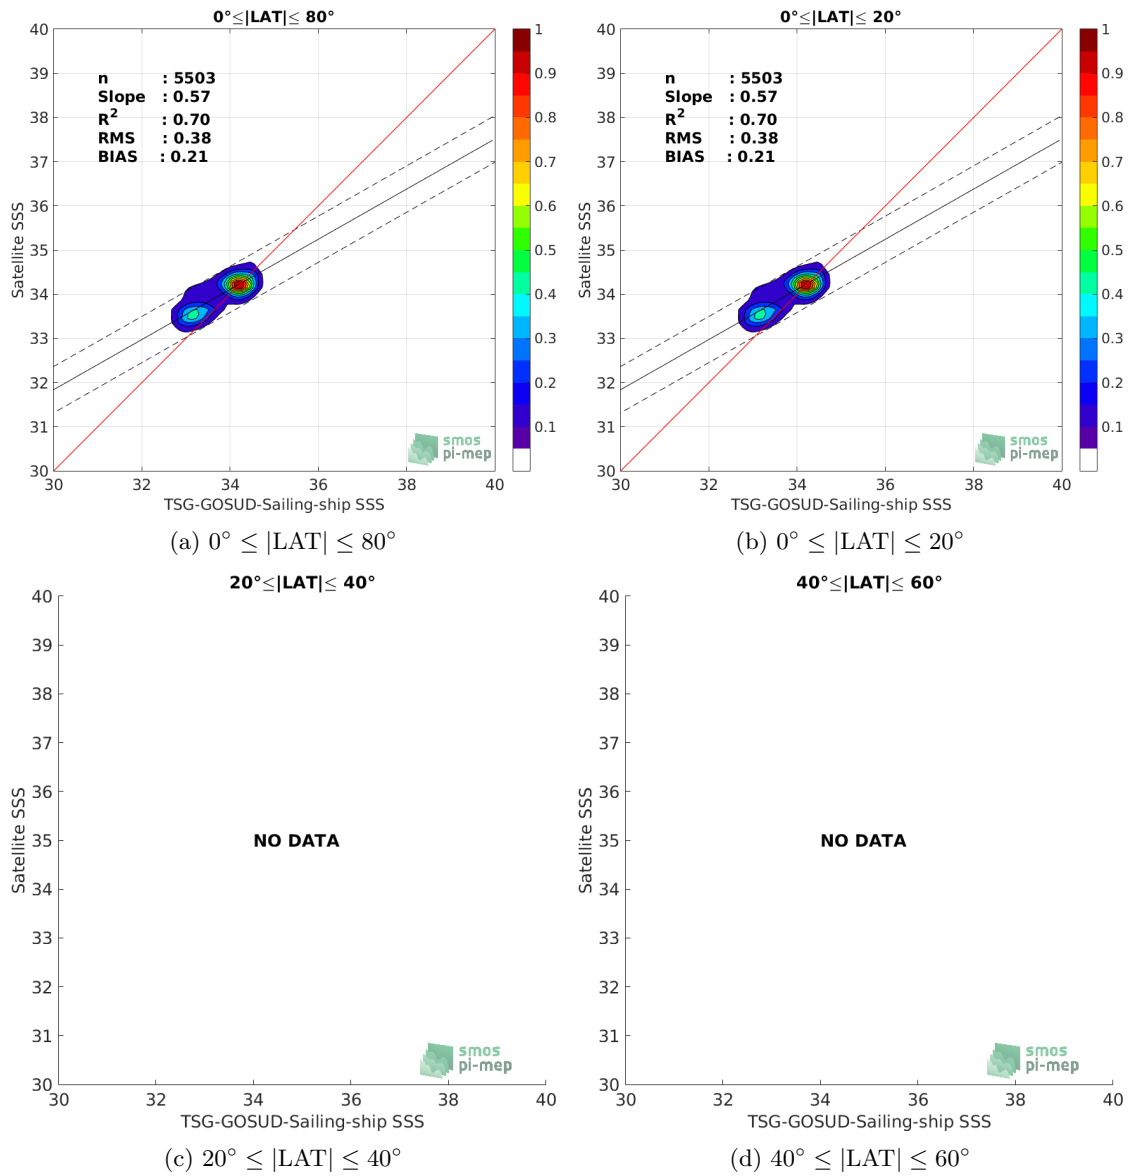 0°≤|LAT|≤ 80°
40
39
38
37
36
35
34
33
32
31
30
Satellite SSS
n : 5503
Slope : 0.57
R2 : 0.70
RMS : 0.38
BIAS : 0.21
smos
pi-mep
30 32 34 36 38 40
TSG-GOSUD-Sailing-ship SSS
1
0.9
0.8
0.7
0.6
0.5
0.4
0.3
0.2
0.1
(a) 0° ≤ |LAT| ≤ 80°
0°≤|LAT|≤ 20°
40
39
38
37
36
35
34
33
32
31
30
Satellite SSS
n : 5503
Slope : 0.57
R2 : 0.70
RMS : 0.38
BIAS : 0.21
smos
pi-mep
30 32 34 36 38 40
TSG-GOSUD-Sailing-ship SSS
1
0.9
0.8
0.7
0.6
0.5
0.4
0.3
0.2
0.1
(b) 0° ≤ |LAT| ≤ 20°
20°≤|LAT|≤ 40°
40
39
38
37
36
35
34
33
32
31
30
Satellite SSS
NO DATA
smos
pi-mep
30 32 34 36 38 40
TSG-GOSUD-Sailing-ship SSS
(c) 20° ≤ |LAT| ≤ 40°
40°≤|LAT|≤ 60°
40
39
38
37
36
35
34
33
32
31
30
Satellite SSS
NO DATA
smos
pi-mep
30 32 34 36 38 40
TSG-GOSUD-Sailing-ship SSS
(d) 40° ≤ |LAT| ≤ 60°